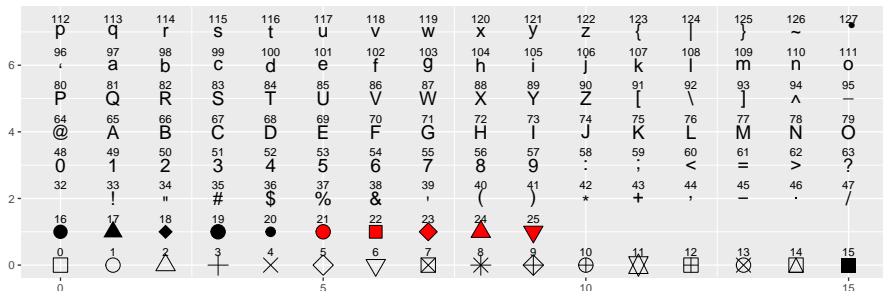 112 113 114 115 116 117 118 119 120 121 122 123 124 125 126 127
p q r s t u v w x y z { | } ~ •
96 97 98 99 100 101 102 103 104 105 106 107 108 109 110 111
6 ‘ a b c d e f g h i j k l m n o
80 81 82 83 84 85 86 87 88 89 90 91 92 93 94 95
P Q R S T U V W X Y Z [ \ ] ^ _
64 65 66 67 68 69 70 71 72 73 74 75 76 77 78 79
4 @ A B C D E F G H I J K L M N O
48 49 50 51 52 53 54 55 56 57 58 59 60 61 62 63
0 1 2 3 4 5 6 7 8 9 : ; < = > ?
32 33 34 35 36 37 38 39 40 41 42 43 44 45 46 47
2 ! " # $ % & ' ( ) * + , − . /
16 17 18 19 20 21 22 23 24 25
0 1 2 3 4 5 6 7 8 9 10 11 12 13 14 15
0
0 5 10 15